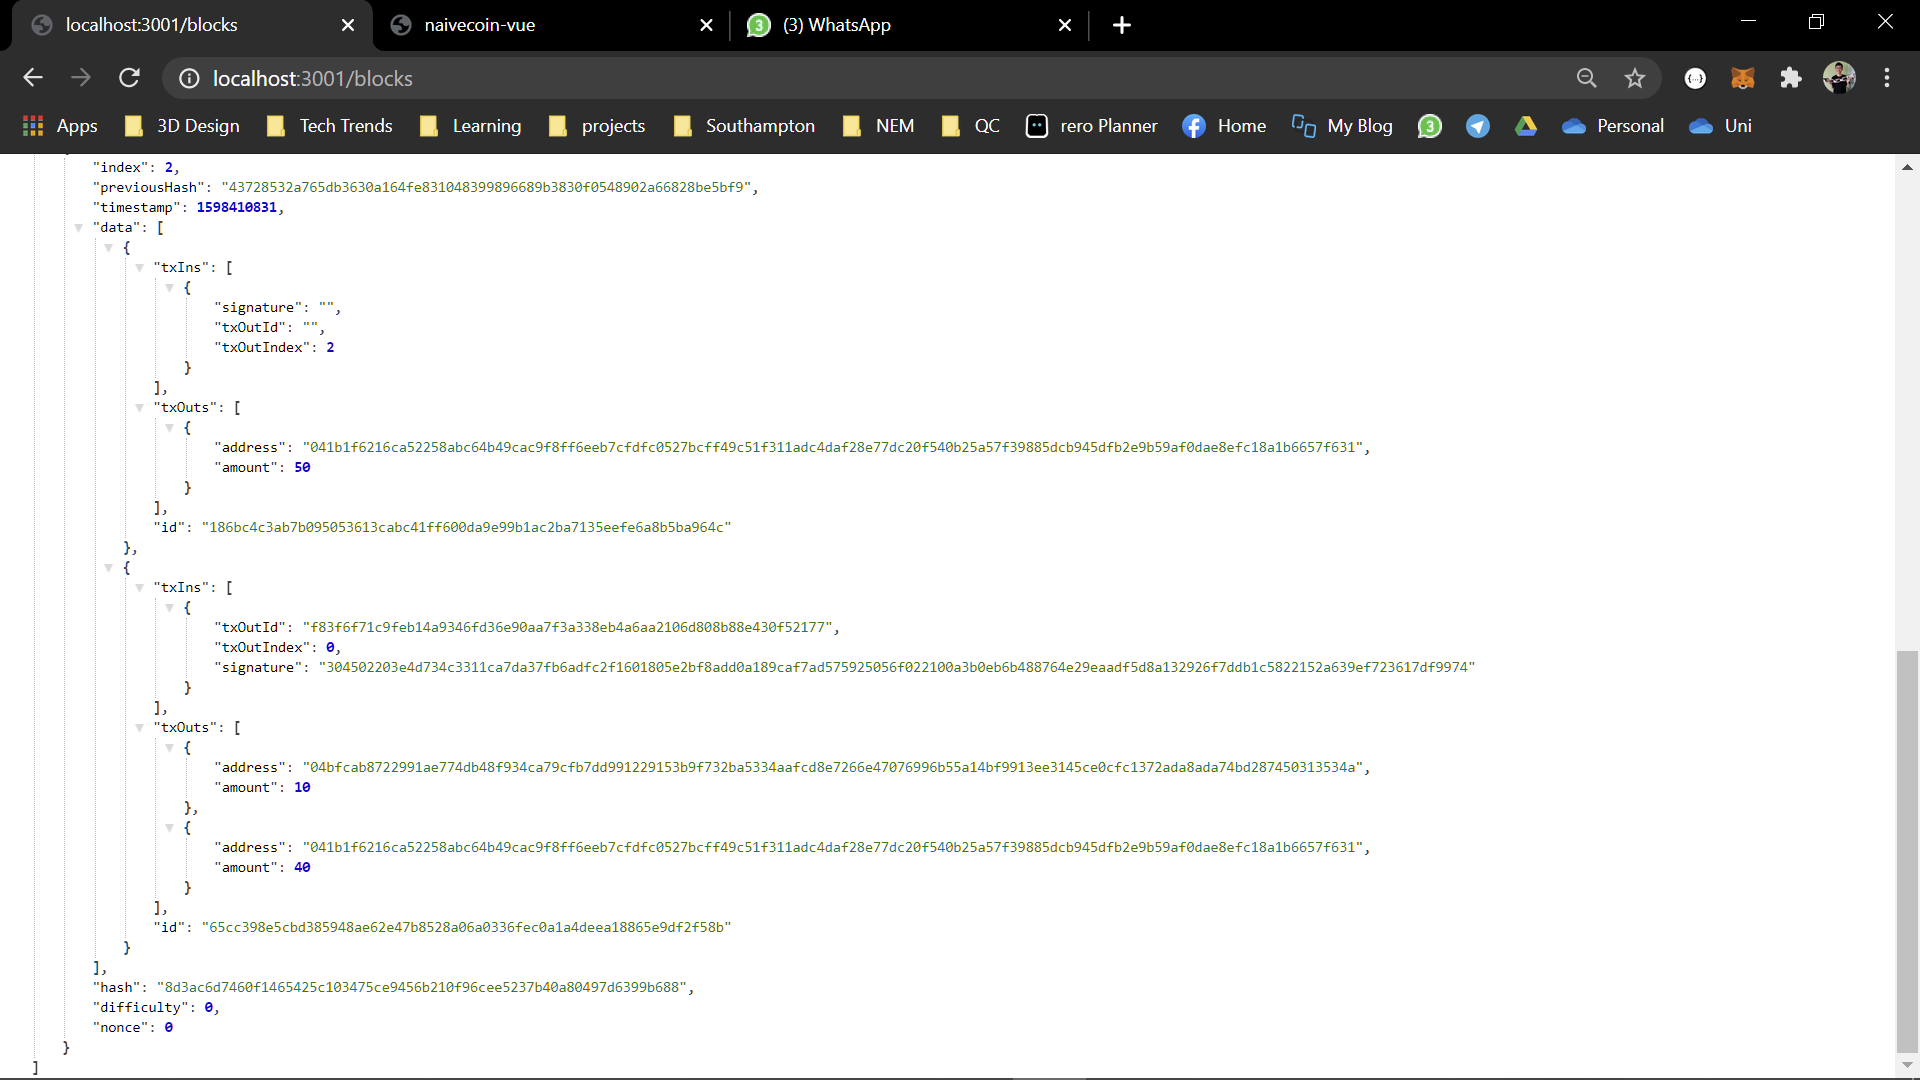 localhost:3001/blocks
naivecoin-vue
3
(3) WhatsApp
localhost:3001/blocks
Apps
3D Design
Tech Trends
Learning
projects
Southampton
NEM
QC
rero Planner
Home
My Blog
3
Personal
Uni
"index": 2,
"previousHash": "43728532a765db3630a164fe831048399896689b3830f0548902a66828be5bf9",
"timestamp": 1598410831,
"data": [
{
"txIns": [
{
"signature": "",
"txOutId": "",
"txOutIndex": 2
}
],
"txOuts": [
{
"address": "041b1f6216ca52258abc64b49cac9f8ff6eeb7cfdfc0527bcff49c51f311adc4daf28e77dc20f540b25a57f39885dcb945dfb2e9b59af0dae8efc18a1b6657f631",
"amount": 50
}
],
"id": "186bc4c3ab7b095053613cabc41ff600da9e99b1ac2ba7135eefe6a8b5ba964c"
},
{
"txIns": [
{
"txOutId": "f83f6f71c9feb14a9346fd36e90aa7f3a338eb4a6aa2106d808b88e430f52177",
"txOutIndex": 0,
"signature": "304502203e4d734c3311ca7da37fb6adfc2f1601805e2bf8add0a189caf7ad575925056f022100a3b0eb6b488764e29eaadf5d8a132926f7ddb1c5822152a639ef723617df9974"
}
],
"txOuts": [
{
"address": "04bfcab8722991ae774db48f934ca79cfb7dd991229153b9f732ba5334aafcd8e7266e47076996b55a14bf9913ee3145ce0cfc1372ada8ada74bd287450313534a",
"amount": 10
},
{
"address": "041b1f6216ca52258abc64b49cac9f8ff6eeb7cfdfc0527bcff49c51f311adc4daf28e77dc20f540b25a57f39885dcb945dfb2e9b59af0dae8efc18a1b6657f631",
"amount": 40
}
],
"id": "65cc398e5cbd385948ae62e47b8528a06a0336fec0a1a4deea18865e9df2f58b"
}
],
"hash": "8d3ac6d7460f1465425c103475ce9456b210f96cee5237b40a80497d6399b688",
"difficulty": 0,
"nonce": 0
}
]